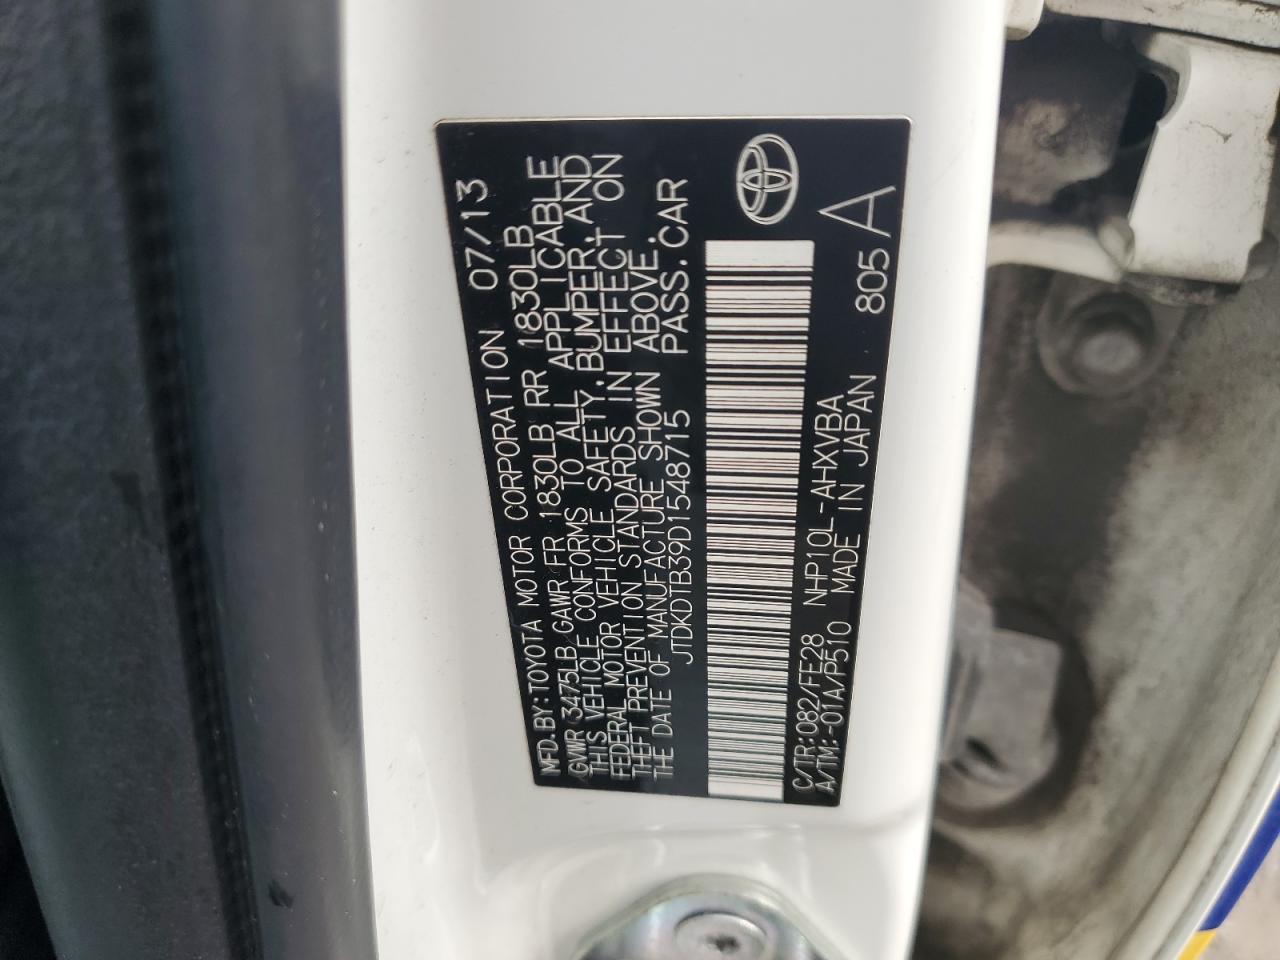 MFD. BY: TOYOTA MOTOR CORPORATION 07/13
GVWR 3475LB GAWR FR 1830LB RR 1830LB
THIS VEHICLE CONFORMS TO ALL APPLICABLE
FEDERAL MOTOR VEHICLE SAFETY, BUMPER, AND
THEFT PREVENTION STANDARDS IN EFFECT ON
THE DATE OF MANUFACTURE SHOWN ABOVE.
JTDKDTB39D1548715 PASS. CAR
C/TR: 082/FE28 NHP10L-AHXVBA 805 A
A/TM: -01A/P510 MADE IN JAPAN